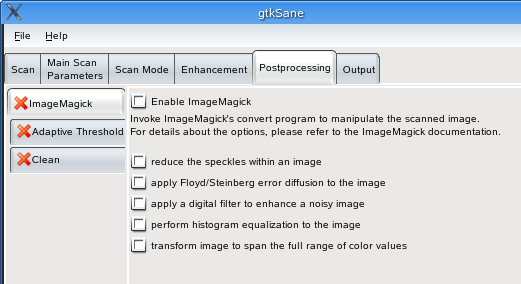 gtkSane
File Help
Scan
Main Scan
Parameters
Scan Mode
Enhancement
Postprocessing
Output
ImageMagick
Adaptive Threshold
Clean
Enable ImageMagick
Invoke ImageMagick's convert program to manipulate the scanned image.
For details about the options, please refer to the ImageMagick documentation.
reduce the speckles within an image
apply Floyd/Steinberg error diffusion to the image
apply a digital filter to enhance a noisy image
perform histogram equalization to the image
transform image to span the full range of color values